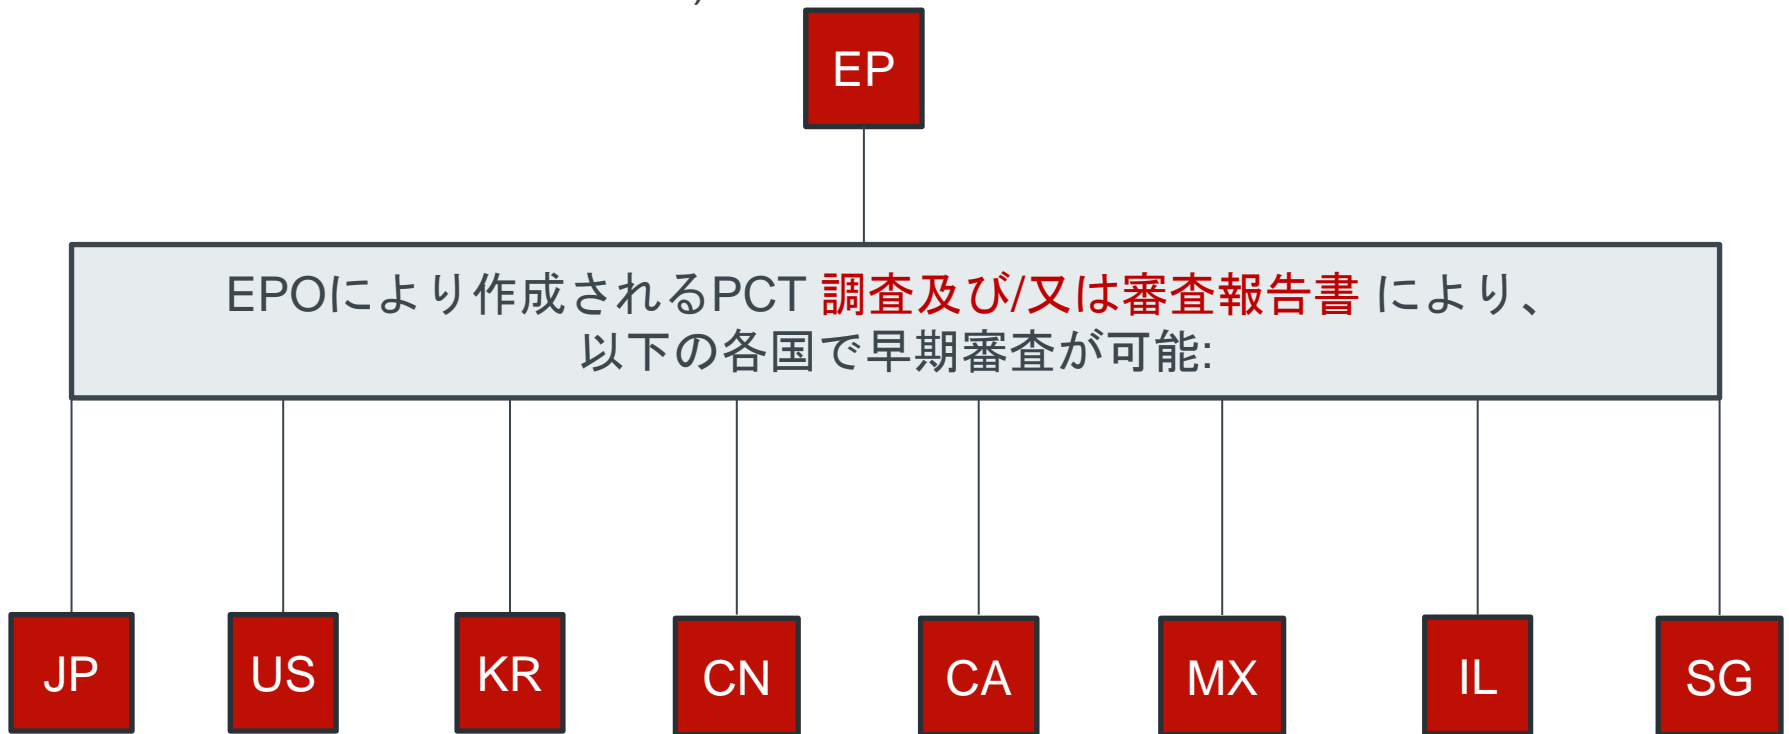 EP
EPOにより作成されるPCT 調査及び/又は審査報告書 により、
以下の各国で早期審査が可能:
JP US KR CN CA MX IL SG